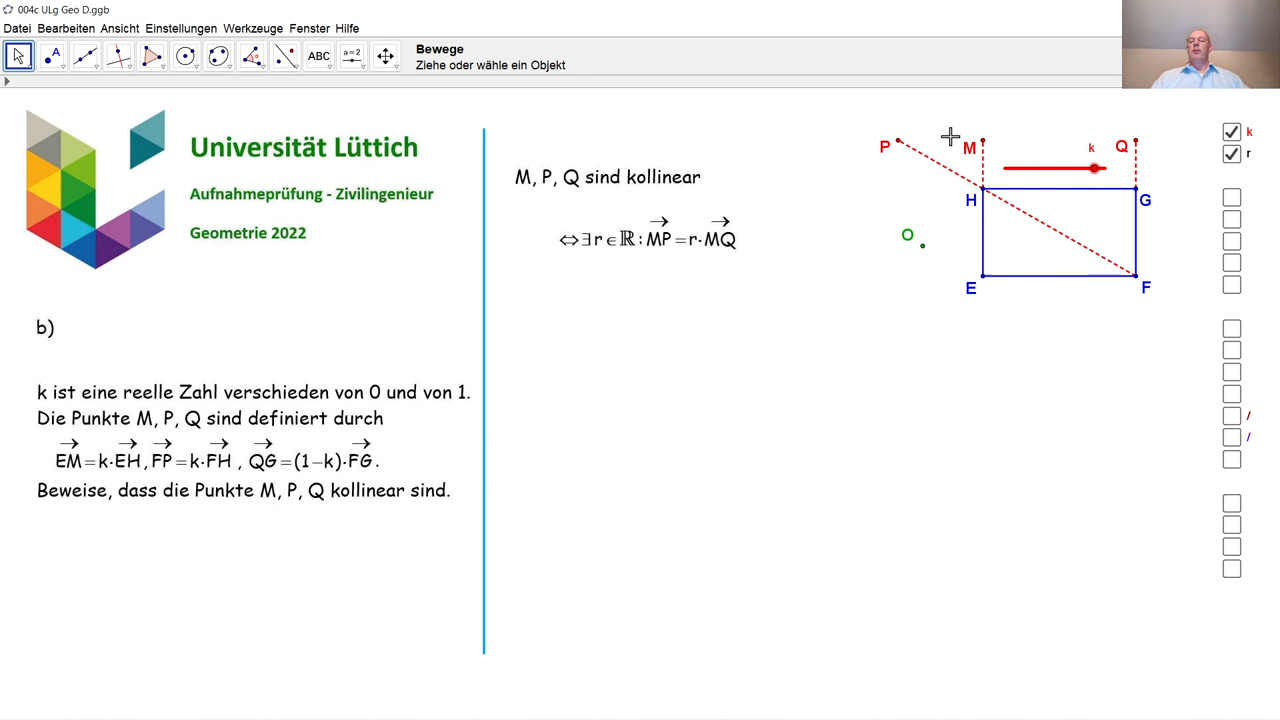 004c ULg Geo D.ggb
Datei Bearbeiten Ansicht Einstellungen Werkzeuge Fenster Hilfe
A
ABC
a=2
Bewege
Ziehe oder wähle ein Objekt
Universität Lüttich
Aufnahmeprüfung - Zivilingenieur
Geometrie 2022
b)
k ist eine reelle Zahl verschieden von 0 und von 1.
Die Punkte M, P, Q sind definiert durch
→ → → → → →
EM=k·EH, FP=k·FH , QG=(1−k)·FG.
Beweise, dass die Punkte M, P, Q kollinear sind.
M, P, Q sind kollinear
→ →
⇔∃r∈ℝ:MP=r·MQ
P M k Q
H G
O
E F
k
r
/
/